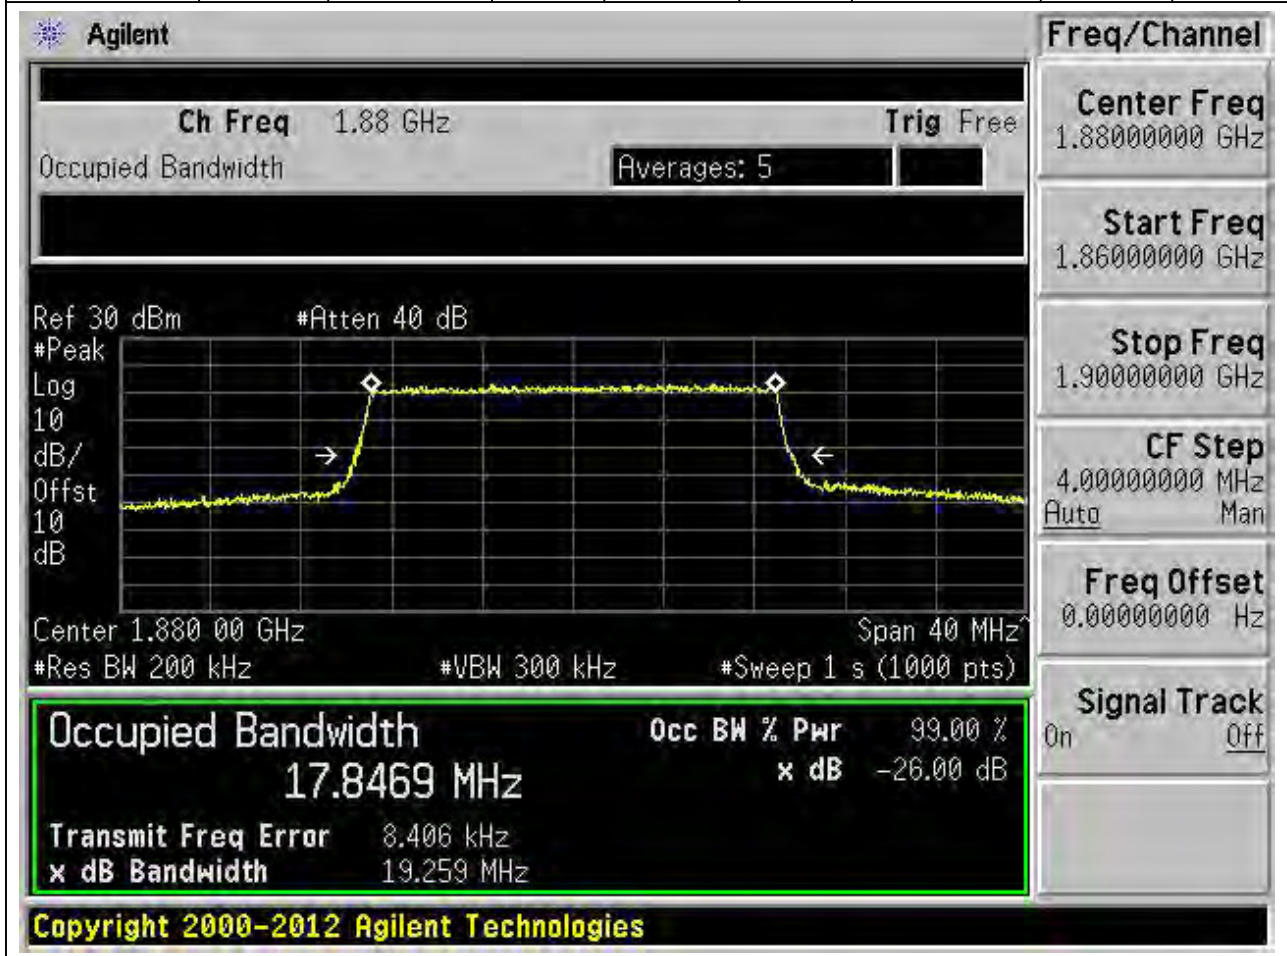 Agilent
Freq/Channel
Ch Freq 1.88 GHz Trig Free
Occupied Bandwidth Averages: 5
Center Freq
1.88000000 GHz
Start Freq
1.86000000 GHz
Stop Freq
1.90000000 GHz
CF Step
4.00000000 MHz
Auto Man
Freq Offset
0.00000000 Hz
Signal Track
On Off
Ref 30 dBm #Atten 40 dB
#Peak
Log
10
dB/
Offst
10
dB
Center 1.880 00 GHz Span 40 MHz^
#Res BW 200 kHz #VBW 300 kHz #Sweep 1 s (1000 pts)
Occupied Bandwidth Occ BW % Pwr 99.00 %
17.8469 MHz x dB -26.00 dB
Transmit Freq Error 8.406 kHz
x dB Bandwidth 19.259 MHz
Copyright 2000-2012 Agilent Technologies